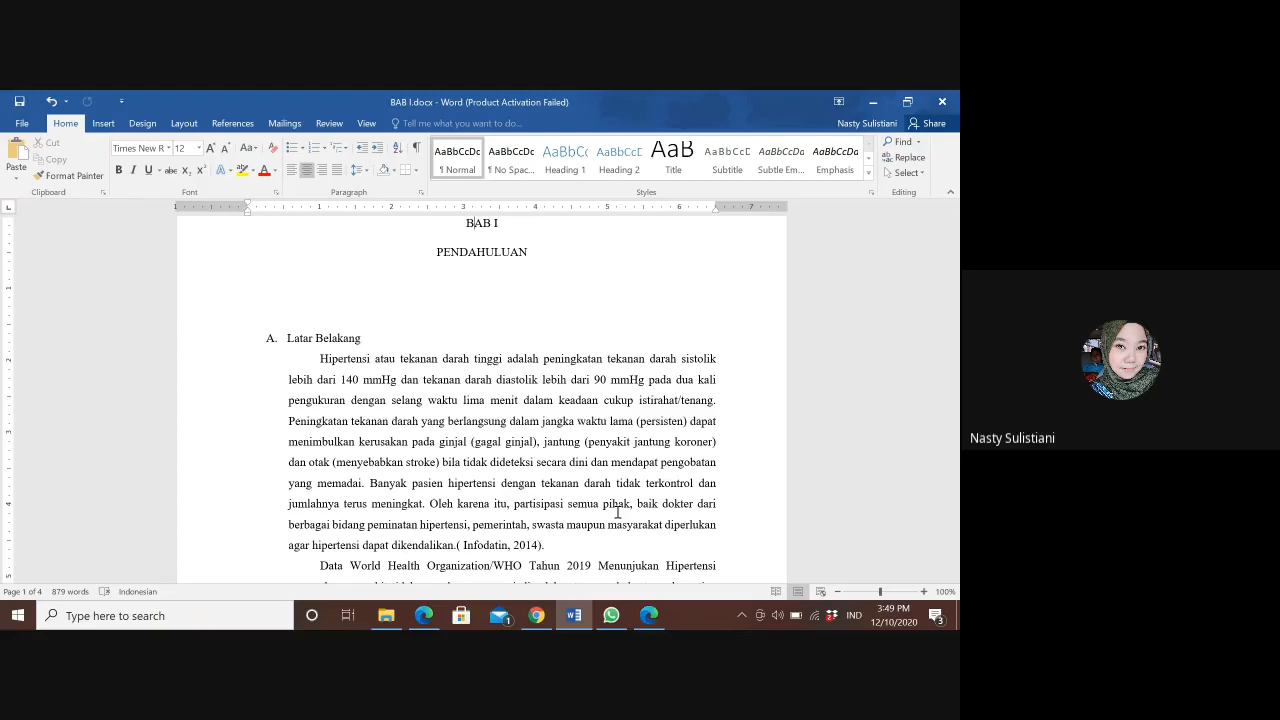 BAB I.docx - Word (Product Activation Failed)
File Home Insert Design Layout References Mailings Review View Tell me what you want to do... Nasty Sulistiani Share
Paste Cut Copy Format Painter
Times New R 12
AaBbCcDc AaBbCcDc AaBbC AaBbCcD AaB AaBbCcD AaBbCcDa AaBbCcDa
¶ Normal ¶ No Spac... Heading 1 Heading 2 Title Subtitle Subtle Em... Emphasis
Find Replace Select
Clipboard Font Paragraph Styles Editing
BAB I
PENDAHULUAN
A. Latar Belakang
Hipertensi atau tekanan darah tinggi adalah peningkatan tekanan darah sistolik
lebih dari 140 mmHg dan tekanan darah diastolik lebih dari 90 mmHg pada dua kali
pengukuran dengan selang waktu lima menit dalam keadaan cukup istirahat/tenang.
Peningkatan tekanan darah yang berlangsung dalam jangka waktu lama (persisten) dapat
menimbulkan kerusakan pada ginjal (gagal ginjal), jantung (penyakit jantung koroner)
dan otak (menyebabkan stroke) bila tidak dideteksi secara dini dan mendapat pengobatan
yang memadai. Banyak pasien hipertensi dengan tekanan darah tidak terkontrol dan
jumlahnya terus meningkat. Oleh karena itu, partisipasi semua pihak, baik dokter dari
berbagai bidang peminatan hipertensi, pemerintah, swasta maupun masyarakat diperlukan
agar hipertensi dapat dikendalikan.( Infodatin, 2014).
Data World Health Organization/WHO Tahun 2019 Menunjukan Hipertensi
Page 1 of 4 879 words Indonesian 100%
Type here to search
IND 3:49 PM
12/10/2020
Nasty Sulistiani